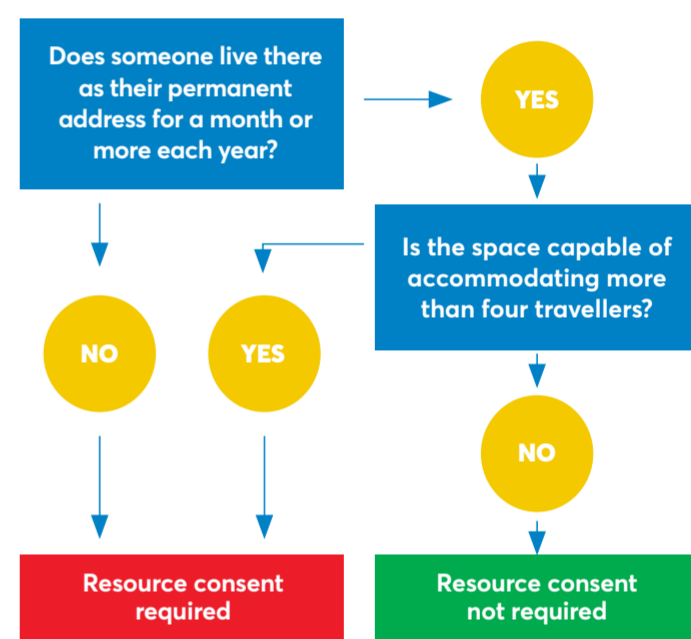 Does someone live there
as their permanent
address for a month or
more each year?
YES
Is the space capable of
accommodating more
than four travellers?
NO
YES
NO
Resource consent
required
Resource consent
not required